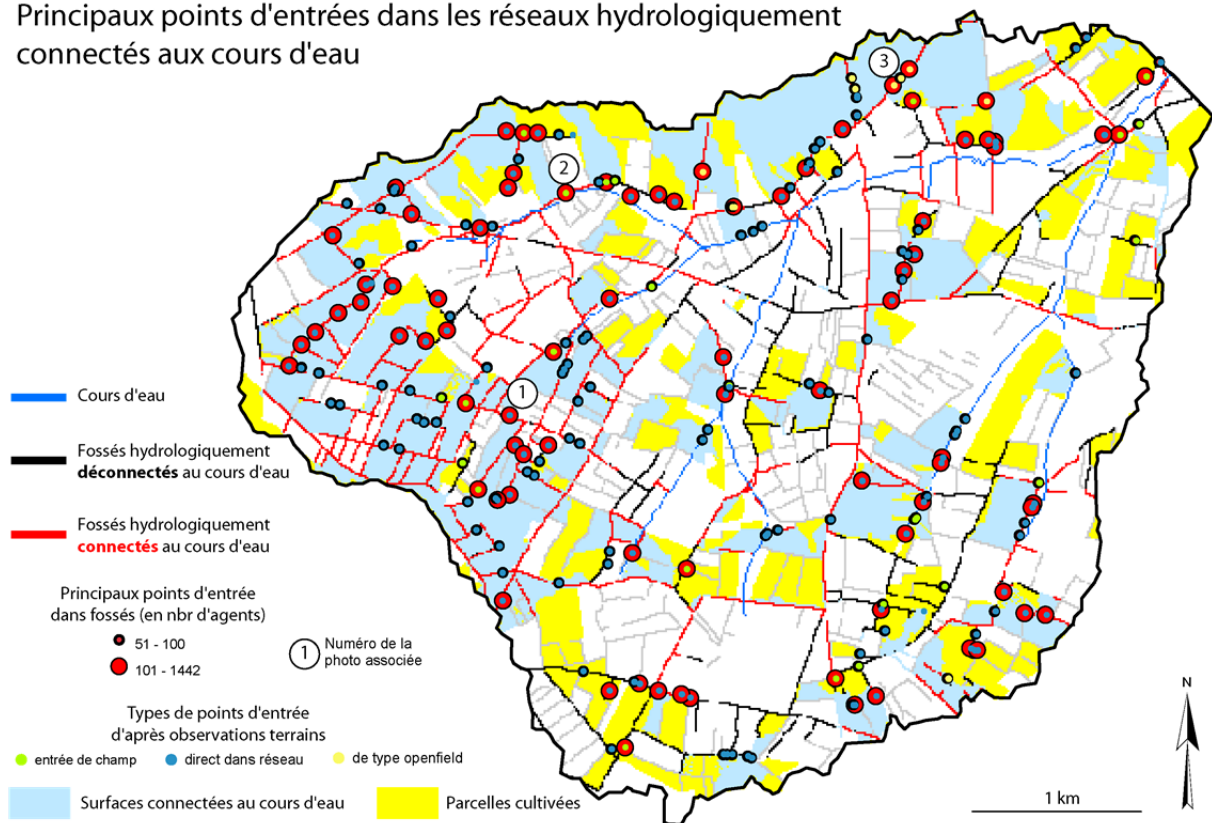 Principaux points d'entrées dans les réseaux hydrologiquement
connectés aux cours d'eau
3
2
1
Cours d'eau
Fossés hydrologiquement
déconnectés au cours d'eau
Fossés hydrologiquement
connectés au cours d'eau
Principaux points d'entrée
dans fossés (en nbr d'agents)
51 - 100
101 - 1442
1
Numéro de la
photo associée
Types de points d'entrée
d'après observations terrains
entrée de champ
direct dans réseau
de type openfield
Surfaces connectées au cours d'eau
Parcelles cultivées
N
1 km